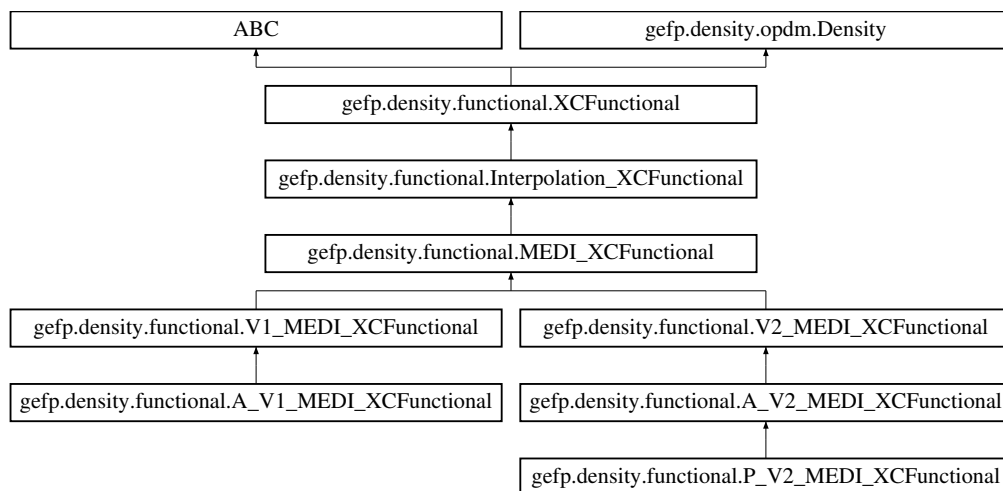 ABC
gefp.density.opdm.Density
gefp.density.functional.XCFunctional
gefp.density.functional.Interpolation_XCFunctional
gefp.density.functional.MEDI_XCFunctional
gefp.density.functional.V1_MEDI_XCFunctional
gefp.density.functional.V2_MEDI_XCFunctional
gefp.density.functional.A_V1_MEDI_XCFunctional
gefp.density.functional.A_V2_MEDI_XCFunctional
gefp.density.functional.P_V2_MEDI_XCFunctional